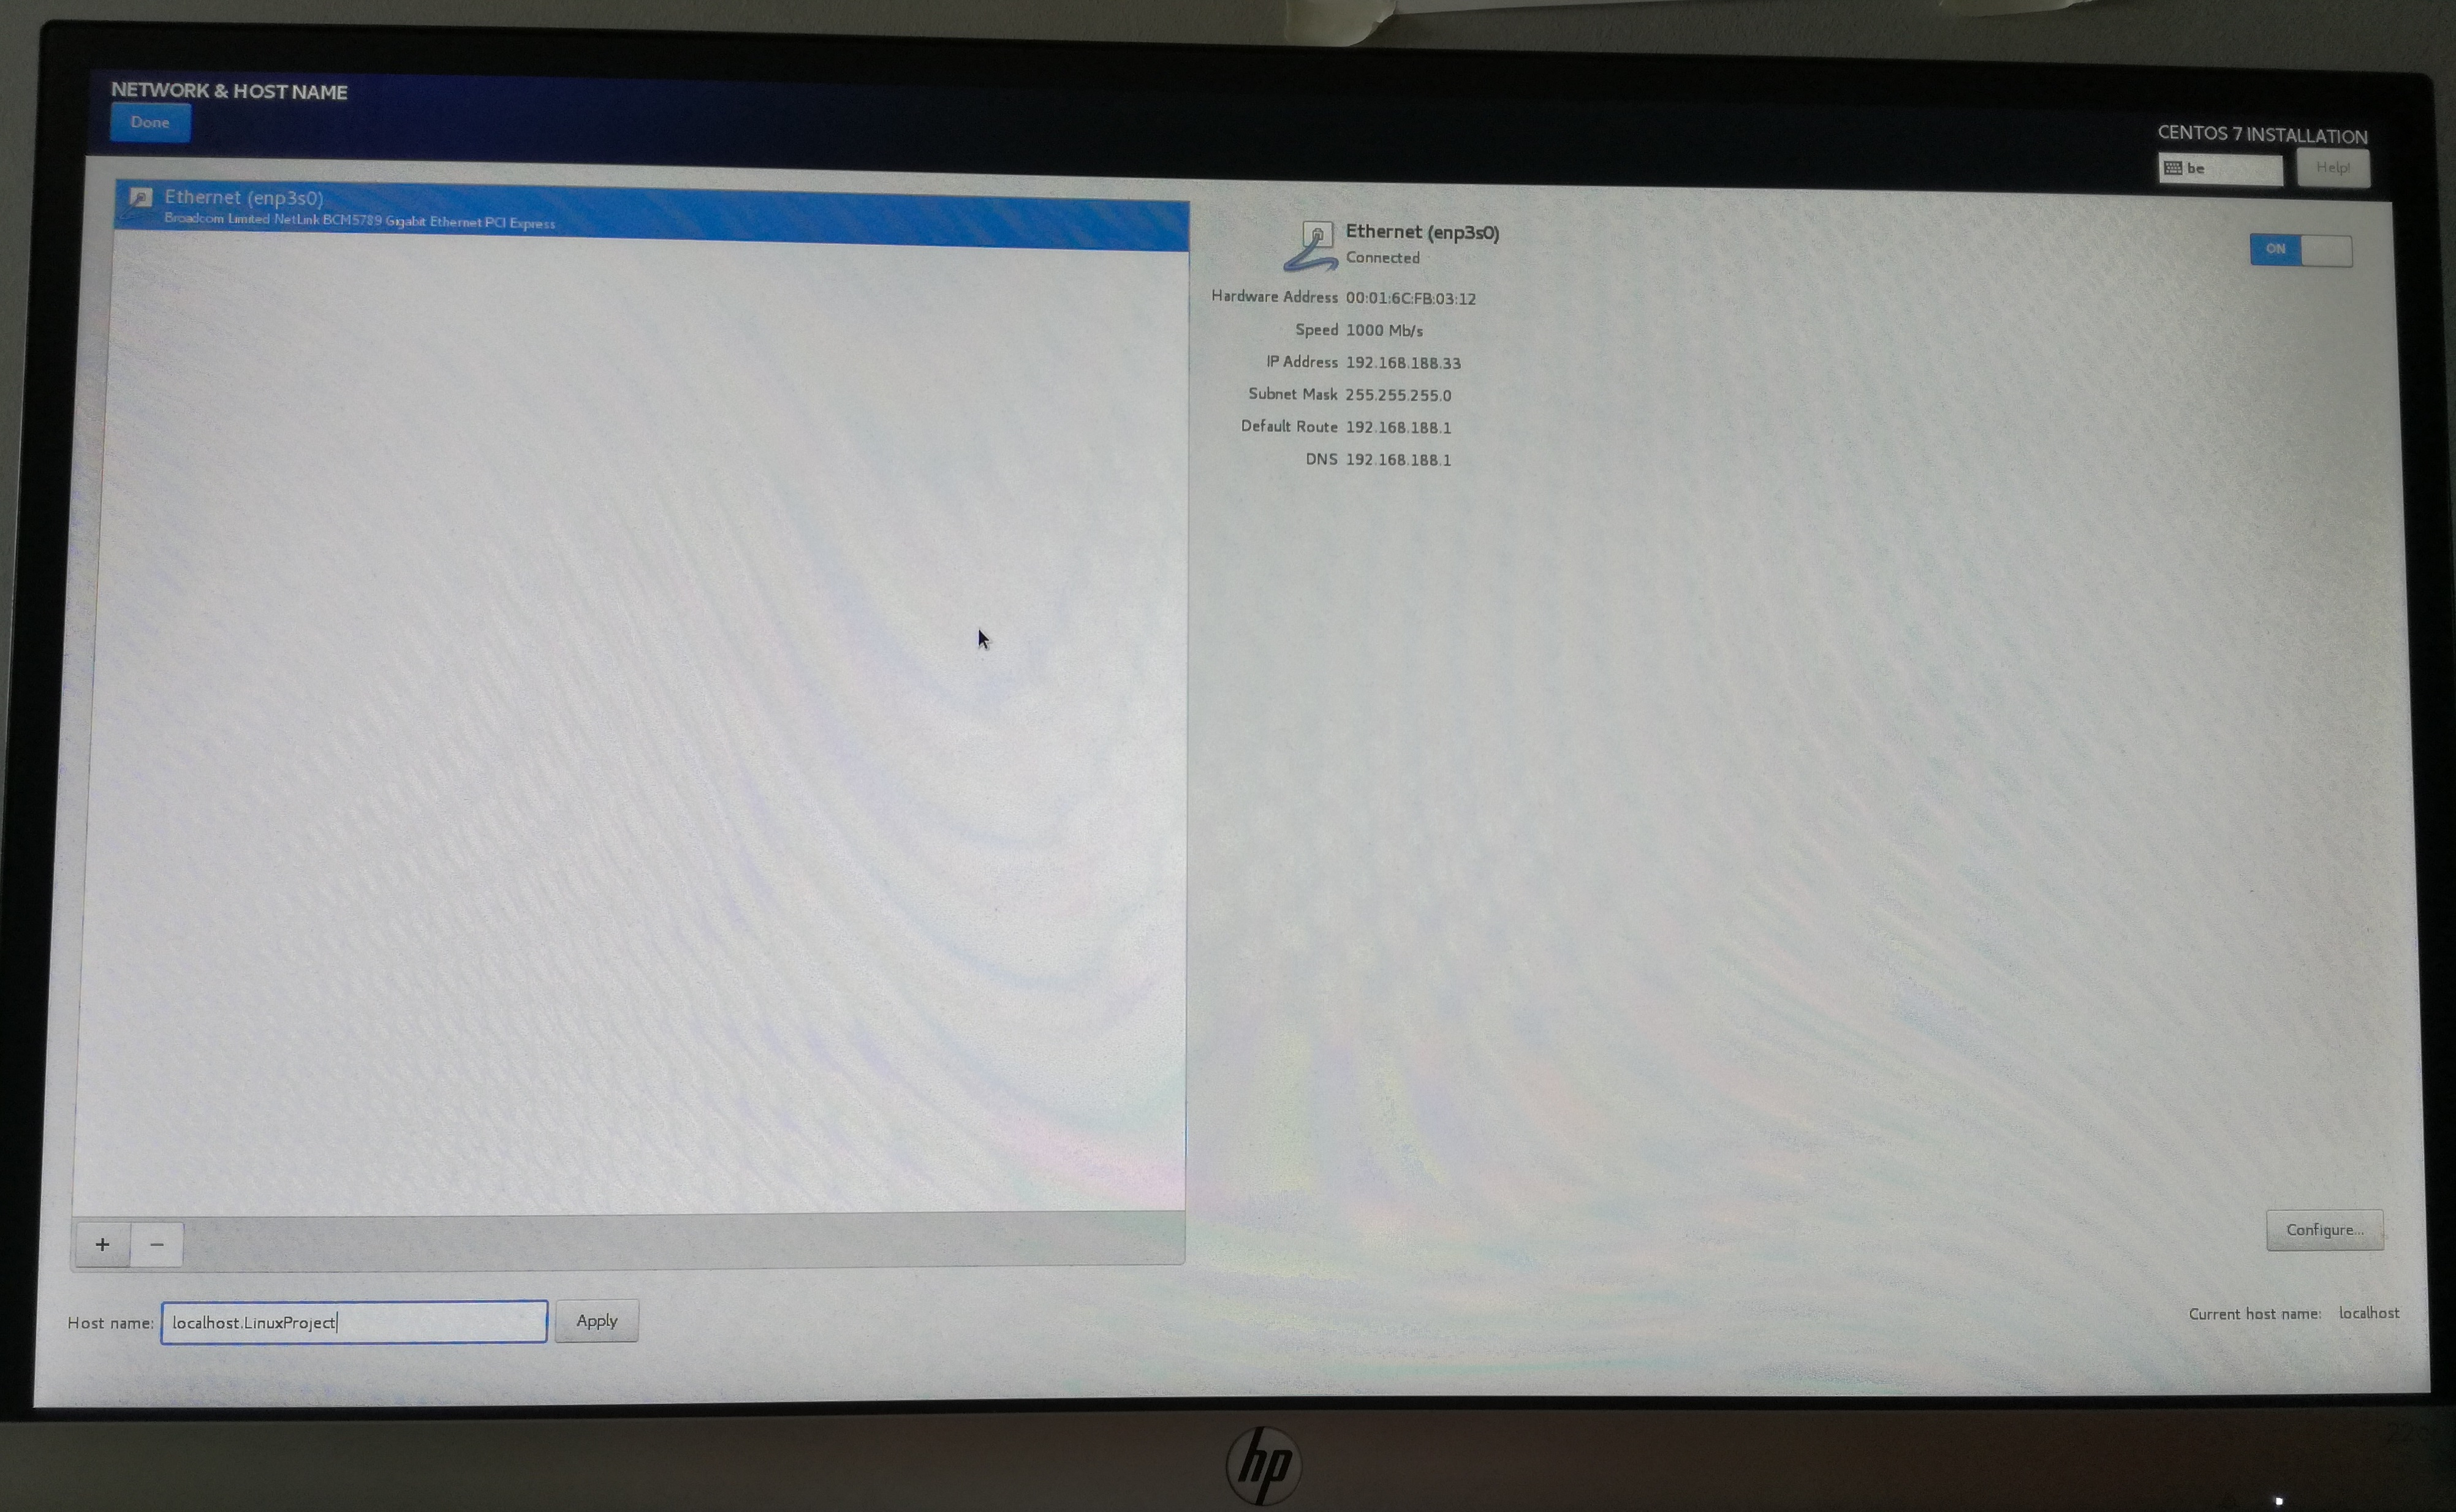 NETWORK & HOST NAME
Done
CENTOS 7 INSTALLATION
be
Help!
Ethernet (enp3s0)
Broadcom Limited NetLink BCM5789 Gigabit Ethernet PCI Express
Ethernet (enp3s0)
Connected
ON
Hardware Address 00:01:6C:FB:03:12
Speed 1000 Mb/s
IP Address 192.168.188.33
Subnet Mask 255.255.255.0
Default Route 192.168.188.1
DNS 192.168.188.1
+ −
Configure...
Host name: localhost.LinuxProject
Apply
Current host name: localhost
hp